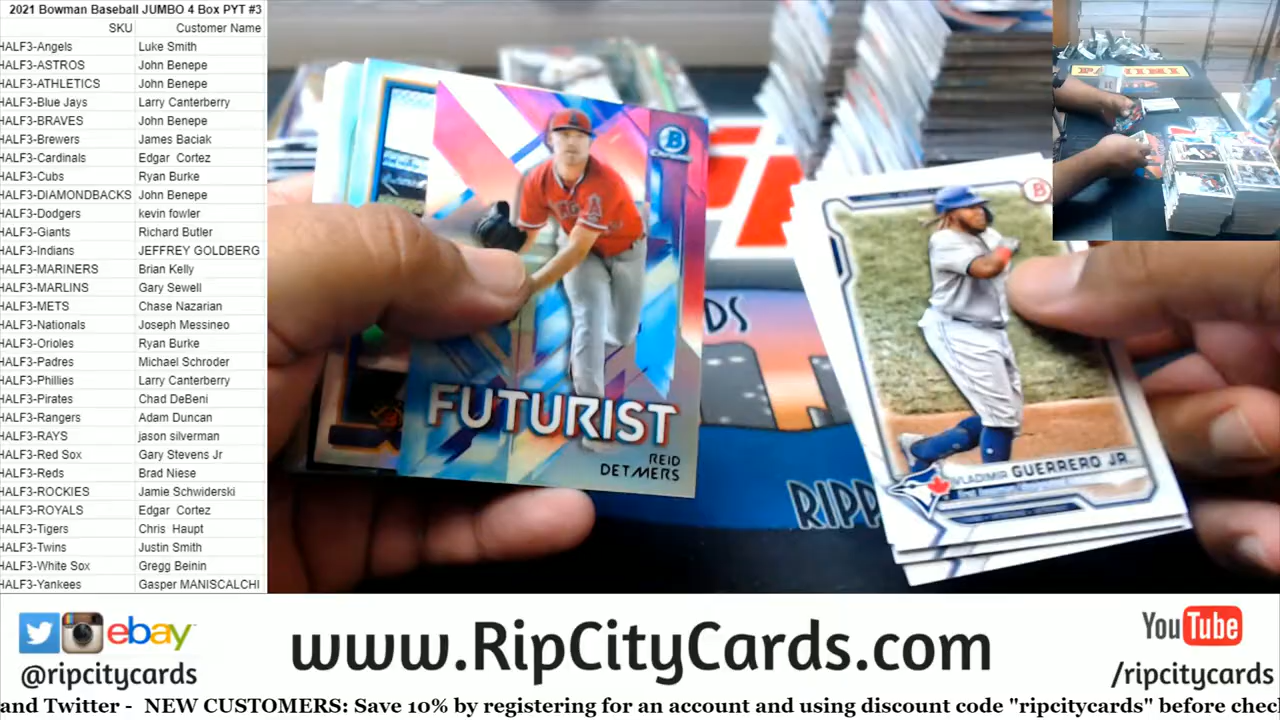 2021 Bowman Baseball JUMBO 4 Box PYT #3
SKU Customer Name
HALF3-Angels Luke Smith
HALF3-ASTROS John Benepe
HALF3-ATHLETICS John Benepe
HALF3-Blue Jays Larry Canterberry
HALF3-BRAVES John Benepe
HALF3-Brewers James Baciak
HALF3-Cardinals Edgar Cortez
HALF3-Cubs Ryan Burke
HALF3-DIAMONDBACKS John Benepe
HALF3-Dodgers kevin fowler
HALF3-Giants Richard Butler
HALF3-Indians JEFFREY GOLDBERG
HALF3-MARINERS Brian Kelly
HALF3-MARLINS Gary Sewell
HALF3-METS Chase Nazarian
HALF3-Nationals Joseph Messineo
HALF3-Orioles Ryan Burke
HALF3-Padres Michael Schroder
HALF3-Phillies Larry Canterberry
HALF3-Pirates Chad DeBeni
HALF3-Rangers Adam Duncan
HALF3-RAYS jason silverman
HALF3-Red Sox Gary Stevens Jr
HALF3-Reds Brad Niese
HALF3-ROCKIES Jamie Schwiderski
HALF3-ROYALS Edgar Cortez
HALF3-Tigers Chris Haupt
HALF3-Twins Justin Smith
HALF3-White Sox Gregg Beinin
HALF3-Yankees Gasper MANISCALCHI
B
FUTURIST
REID
DETMERS
B
VLADIMIR GUERRERO JR.
RDS
RIPP
ebay
@ripcitycards
www.RipCityCards.com
YouTube
/ripcitycards
and Twitter - NEW CUSTOMERS: Save 10% by registering for an account and using discount code "ripcitycards" before chec